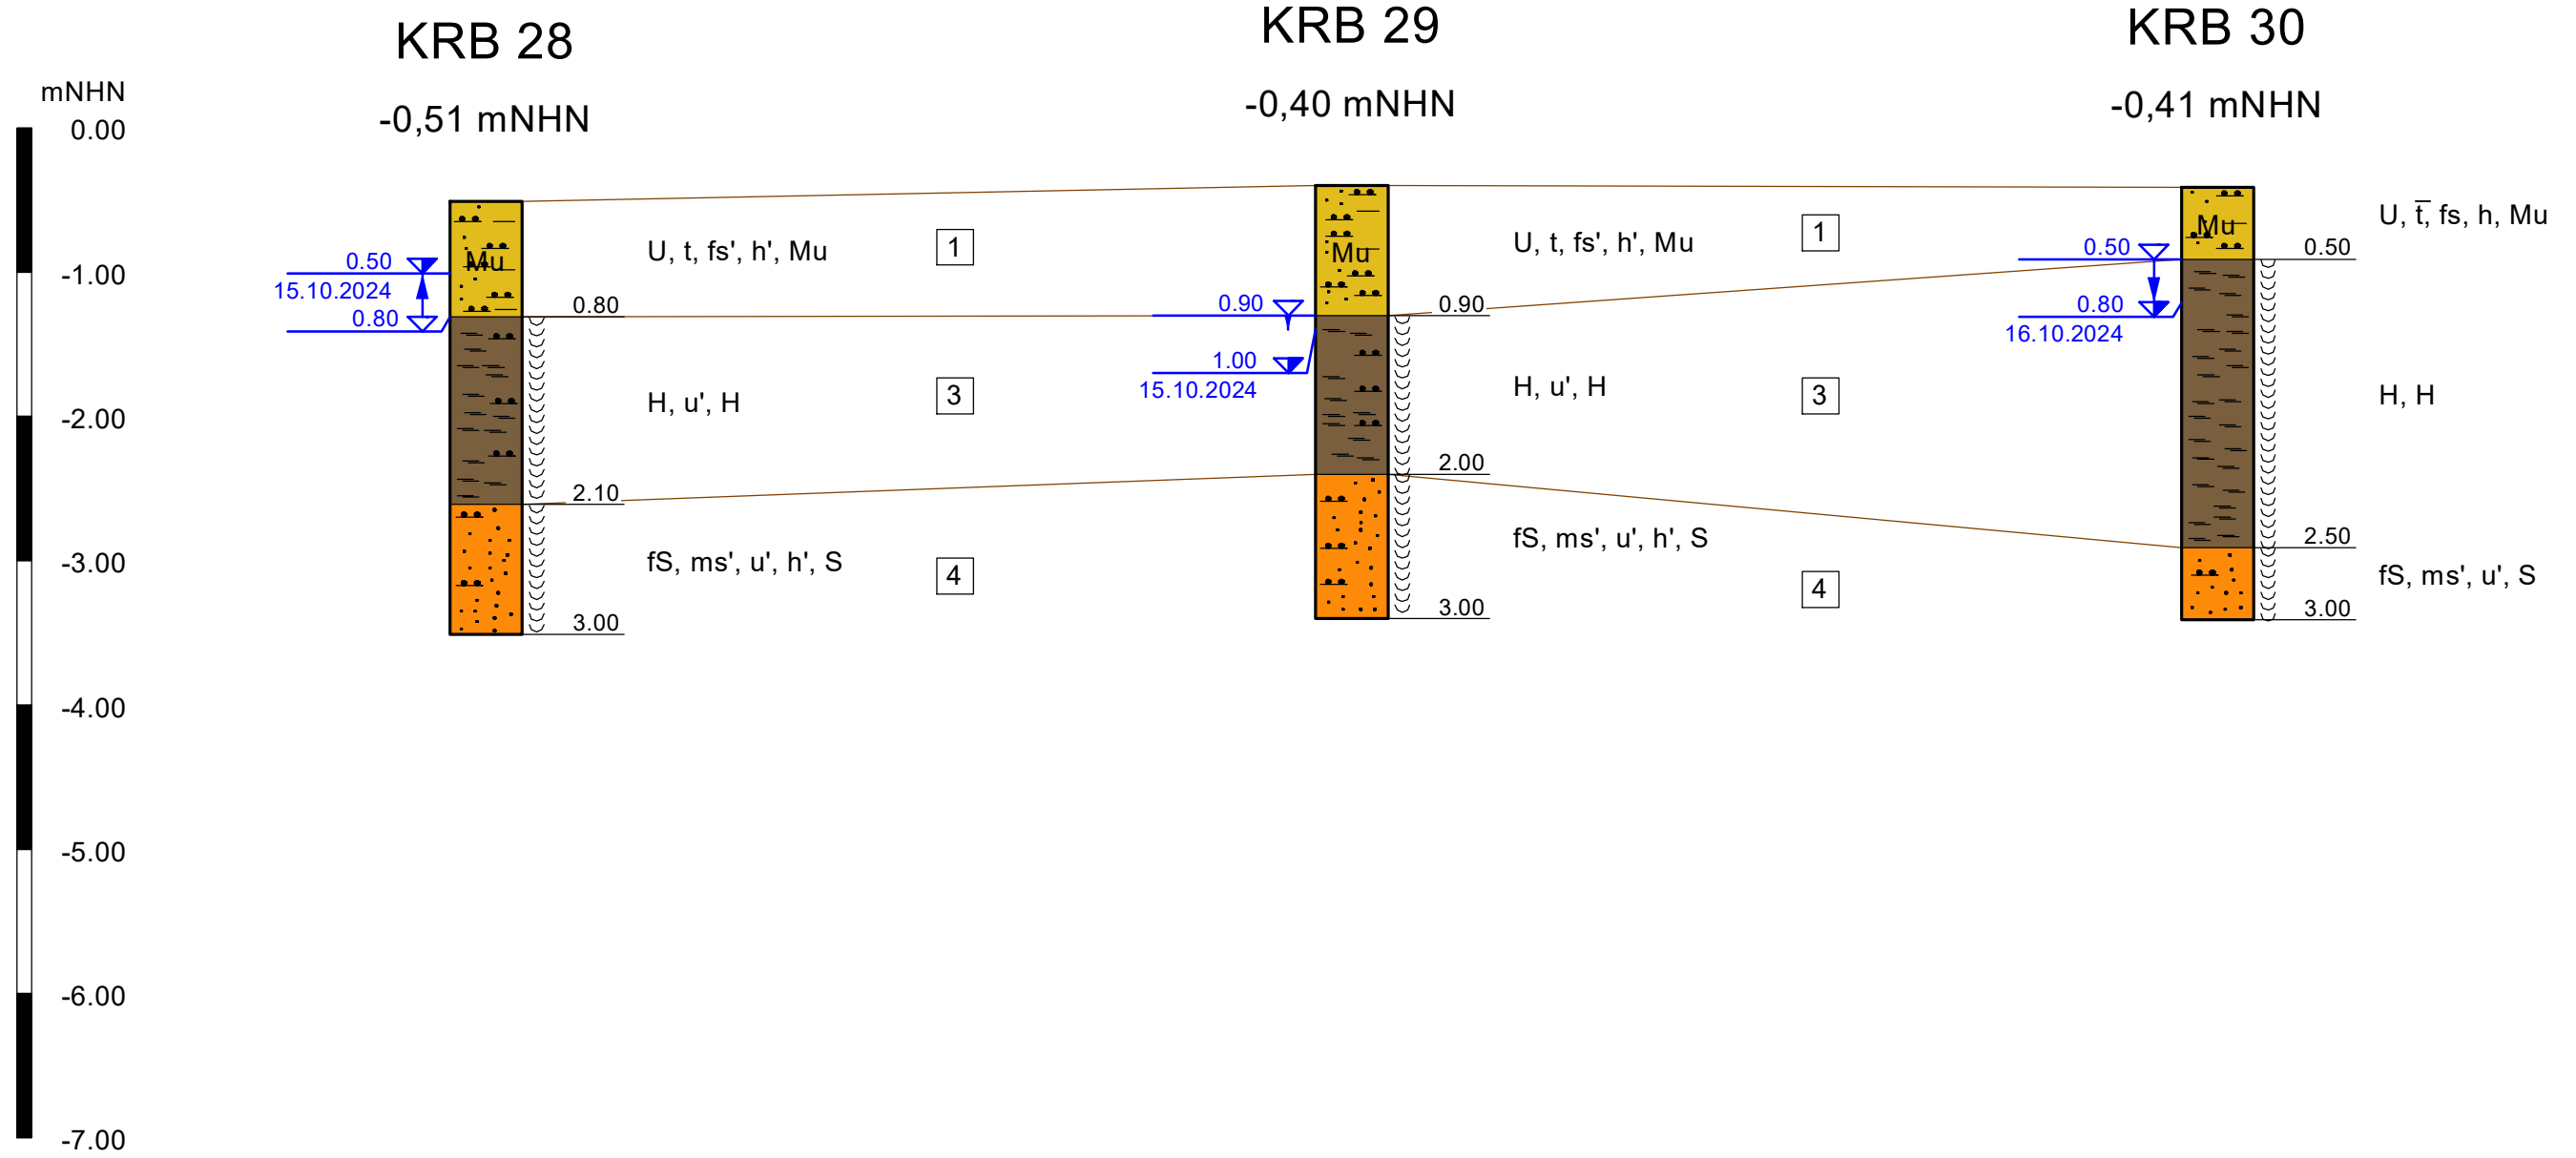 KRB 28
KRB 29
KRB 30
-0,51 mNHN
-0,40 mNHN
-0,41 mNHN
mNHN
0.00
-1.00
-2.00
-3.00
-4.00
-5.00
-6.00
-7.00
Mu
0.50
15.10.2024
0.80
0.80
2.10
3.00
U, t, fs', h', Mu
H, u', H
fS, ms', u', h', S
1
3
4
Mu
0.90
1.00
15.10.2024
0.90
2.00
3.00
U, t, fs', h', Mu
H, u', H
fS, ms', u', h', S
1
3
4
Mu
0.50
0.80
16.10.2024
0.50
2.50
3.00
U, t̅, fs, h, Mu
H, H
fS, ms', u', S